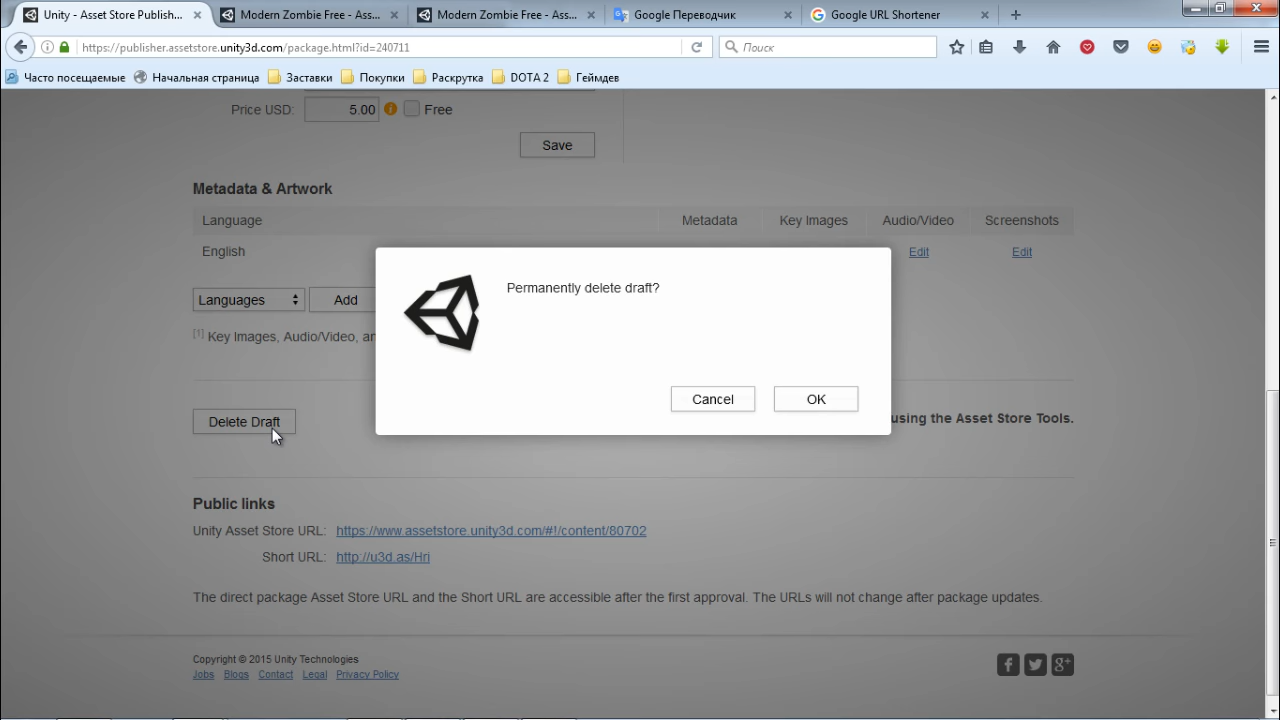 Unity - Asset Store Publish...
Modern Zombie Free - Ass...
Modern Zombie Free - Ass...
Google Переводчик
Google URL Shortener
https://publisher.assetstore.unity3d.com/package.html?id=240711
Поиск
Часто посещаемые
Начальная страница
Заставки
Покупки
Раскрутка
DOTA 2
Геймдев
Price USD: 5.00 Free
Save
Metadata & Artwork
Language Metadata Key Images Audio/Video Screenshots
English Edit Edit
Permanently delete draft?
Languages Add
[1] Key Images, Audio/Video, an
Cancel OK
Delete Draft
using the Asset Store Tools.
Public links
Unity Asset Store URL: https://www.assetstore.unity3d.com/#!/content/80702
Short URL: http://u3d.as/Hri
The direct package Asset Store URL and the Short URL are accessible after the first approval. The URLs will not change after package updates.
Copyright © 2015 Unity Technologies
Jobs Blogs Contact Legal Privacy Policy